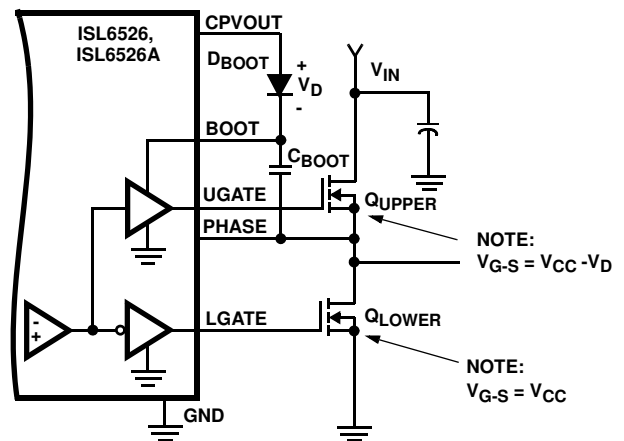 ISL6526,
ISL6526A
CPVOUT
DBOOT
+
VD
-
VIN
BOOT
CBOOT
UGATE
QUPPER
PHASE
NOTE:
VG-S = VCC -VD
-
+
LGATE
QLOWER
NOTE:
VG-S = VCC
GND